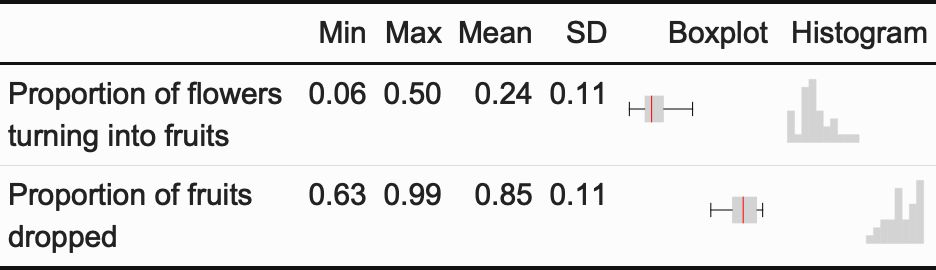 Min Max Mean SD Boxplot Histogram
Proportion of flowers 0.06 0.50 0.24 0.11
turning into fruits
Proportion of fruits 0.63 0.99 0.85 0.11
dropped